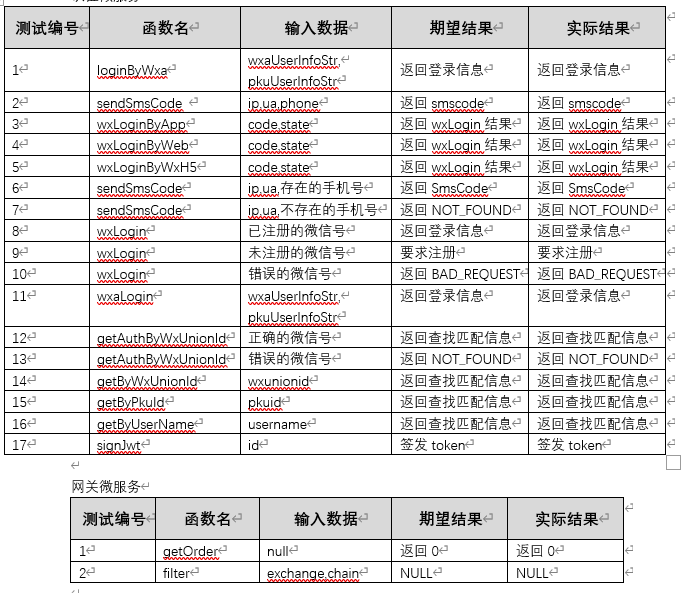 测试编号 函数名 输入数据 期望结果 实际结果
1 loginByWxa wxaUserInfoStr, 返回登录信息 返回登录信息
pkuUserInfoStr
2 sendSmsCode ip,ua,phone 返回 smscode 返回 smscode
3 wxLoginByApp code,state 返回 wxLogin 结果 返回 wxLogin 结果
4 wxLoginByWeb code,state 返回 wxLogin 结果 返回 wxLogin 结果
5 wxLoginByWxH5 code,state 返回 wxLogin 结果 返回 wxLogin 结果
6 sendSmsCode ip,ua,存在的手机号 返回 SmsCode 返回 SmsCode
7 sendSmsCode ip,ua,不存在的手机号 返回 NOT_FOUND 返回 NOT_FOUND
8 wxLogin 已注册的微信号 返回登录信息 返回登录信息
9 wxLogin 未注册的微信号 要求注册 要求注册
10 wxLogin 错误的微信号 返回 BAD_REQUEST 返回 BAD_REQUEST
11 wxaLogin wxaUserInfoStr, 返回登录信息 返回登录信息
pkuUserInfoStr
12 getAuthByWxUnionId 正确的微信号 返回查找匹配信息 返回查找匹配信息
13 getAuthByWxUnionId 错误的微信号 返回 NOT_FOUND 返回 NOT_FOUND
14 getByWxUnionId wxunionid 返回查找匹配信息 返回查找匹配信息
15 getByPkuId pkuid 返回查找匹配信息 返回查找匹配信息
16 getByUserName username 返回查找匹配信息 返回查找匹配信息
17 signJwt id 签发 token 签发 token
网关微服务
测试编号 函数名 输入数据 期望结果 实际结果
1 getOrder null 返回 0 返回 0
2 filter exchange,chain NULL NULL